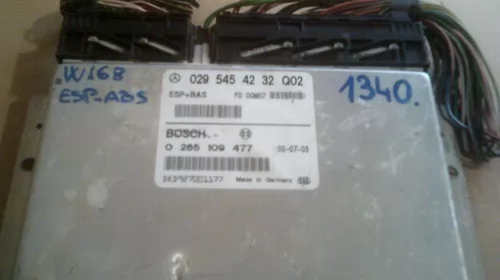 W168
ESP-ABS
1340.
029 545 42 32 Q02
ESP+BAS
BOSCH
0 265 109 477
00-07-03
Made in Germany